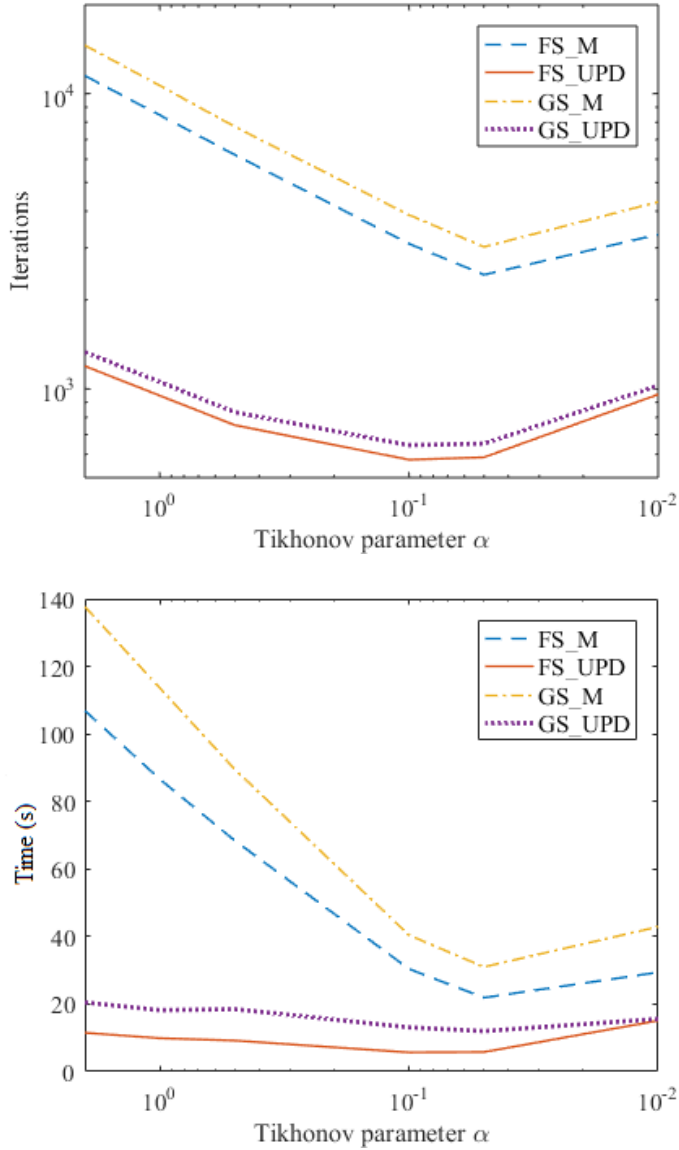 FS_M
FS_UPD
GS_M
GS_UPD
10^4
10^3
Iterations
10^0 10^-1 10^-2
Tikhonov parameter α
140
120
100
80
60
40
20
0
Time (s)
FS_M
FS_UPD
GS_M
GS_UPD
10^0 10^-1 10^-2
Tikhonov parameter α